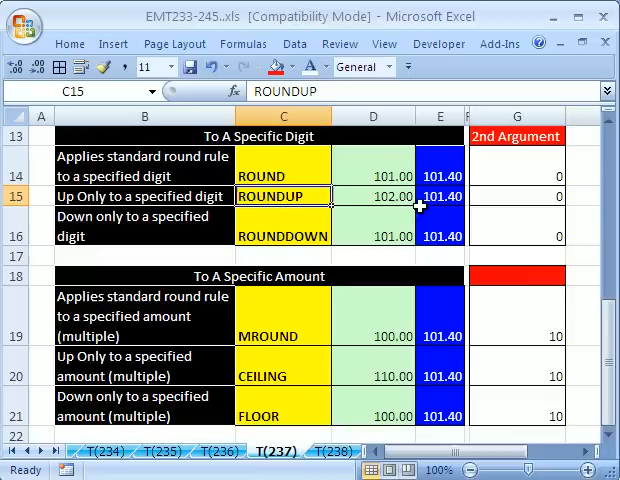 EMT233-245..xls [Compatibility Mode] - Microsoft Excel
Home Insert Formulas Data Review View Developer Add-Ins
11 General
C15 fx ROUNDUP
A B C D E F G
13 To A Specific Digit 2nd Argument
Applies standard round rule
14 to a specified digit ROUND 101.00 101.40 0
15 Up Only to a specified digit ROUNDUP 102.00 101.40 0
Down only to a specified
16 digit ROUNDDOWN 101.00 101.40 0
17
18 To A Specific Amount
Applies standard round rule
to a specified amount
19 (multiple) MROUND 100.00 101.40 10
Up Only to a specified
20 amount (multiple) CEILING 110.00 101.40 10
Down only to a specified
21 amount (multiple) FLOOR 100.00 101.40 10
22
T(234) T(235) T(236) T(237) T(238)
Ready 100%